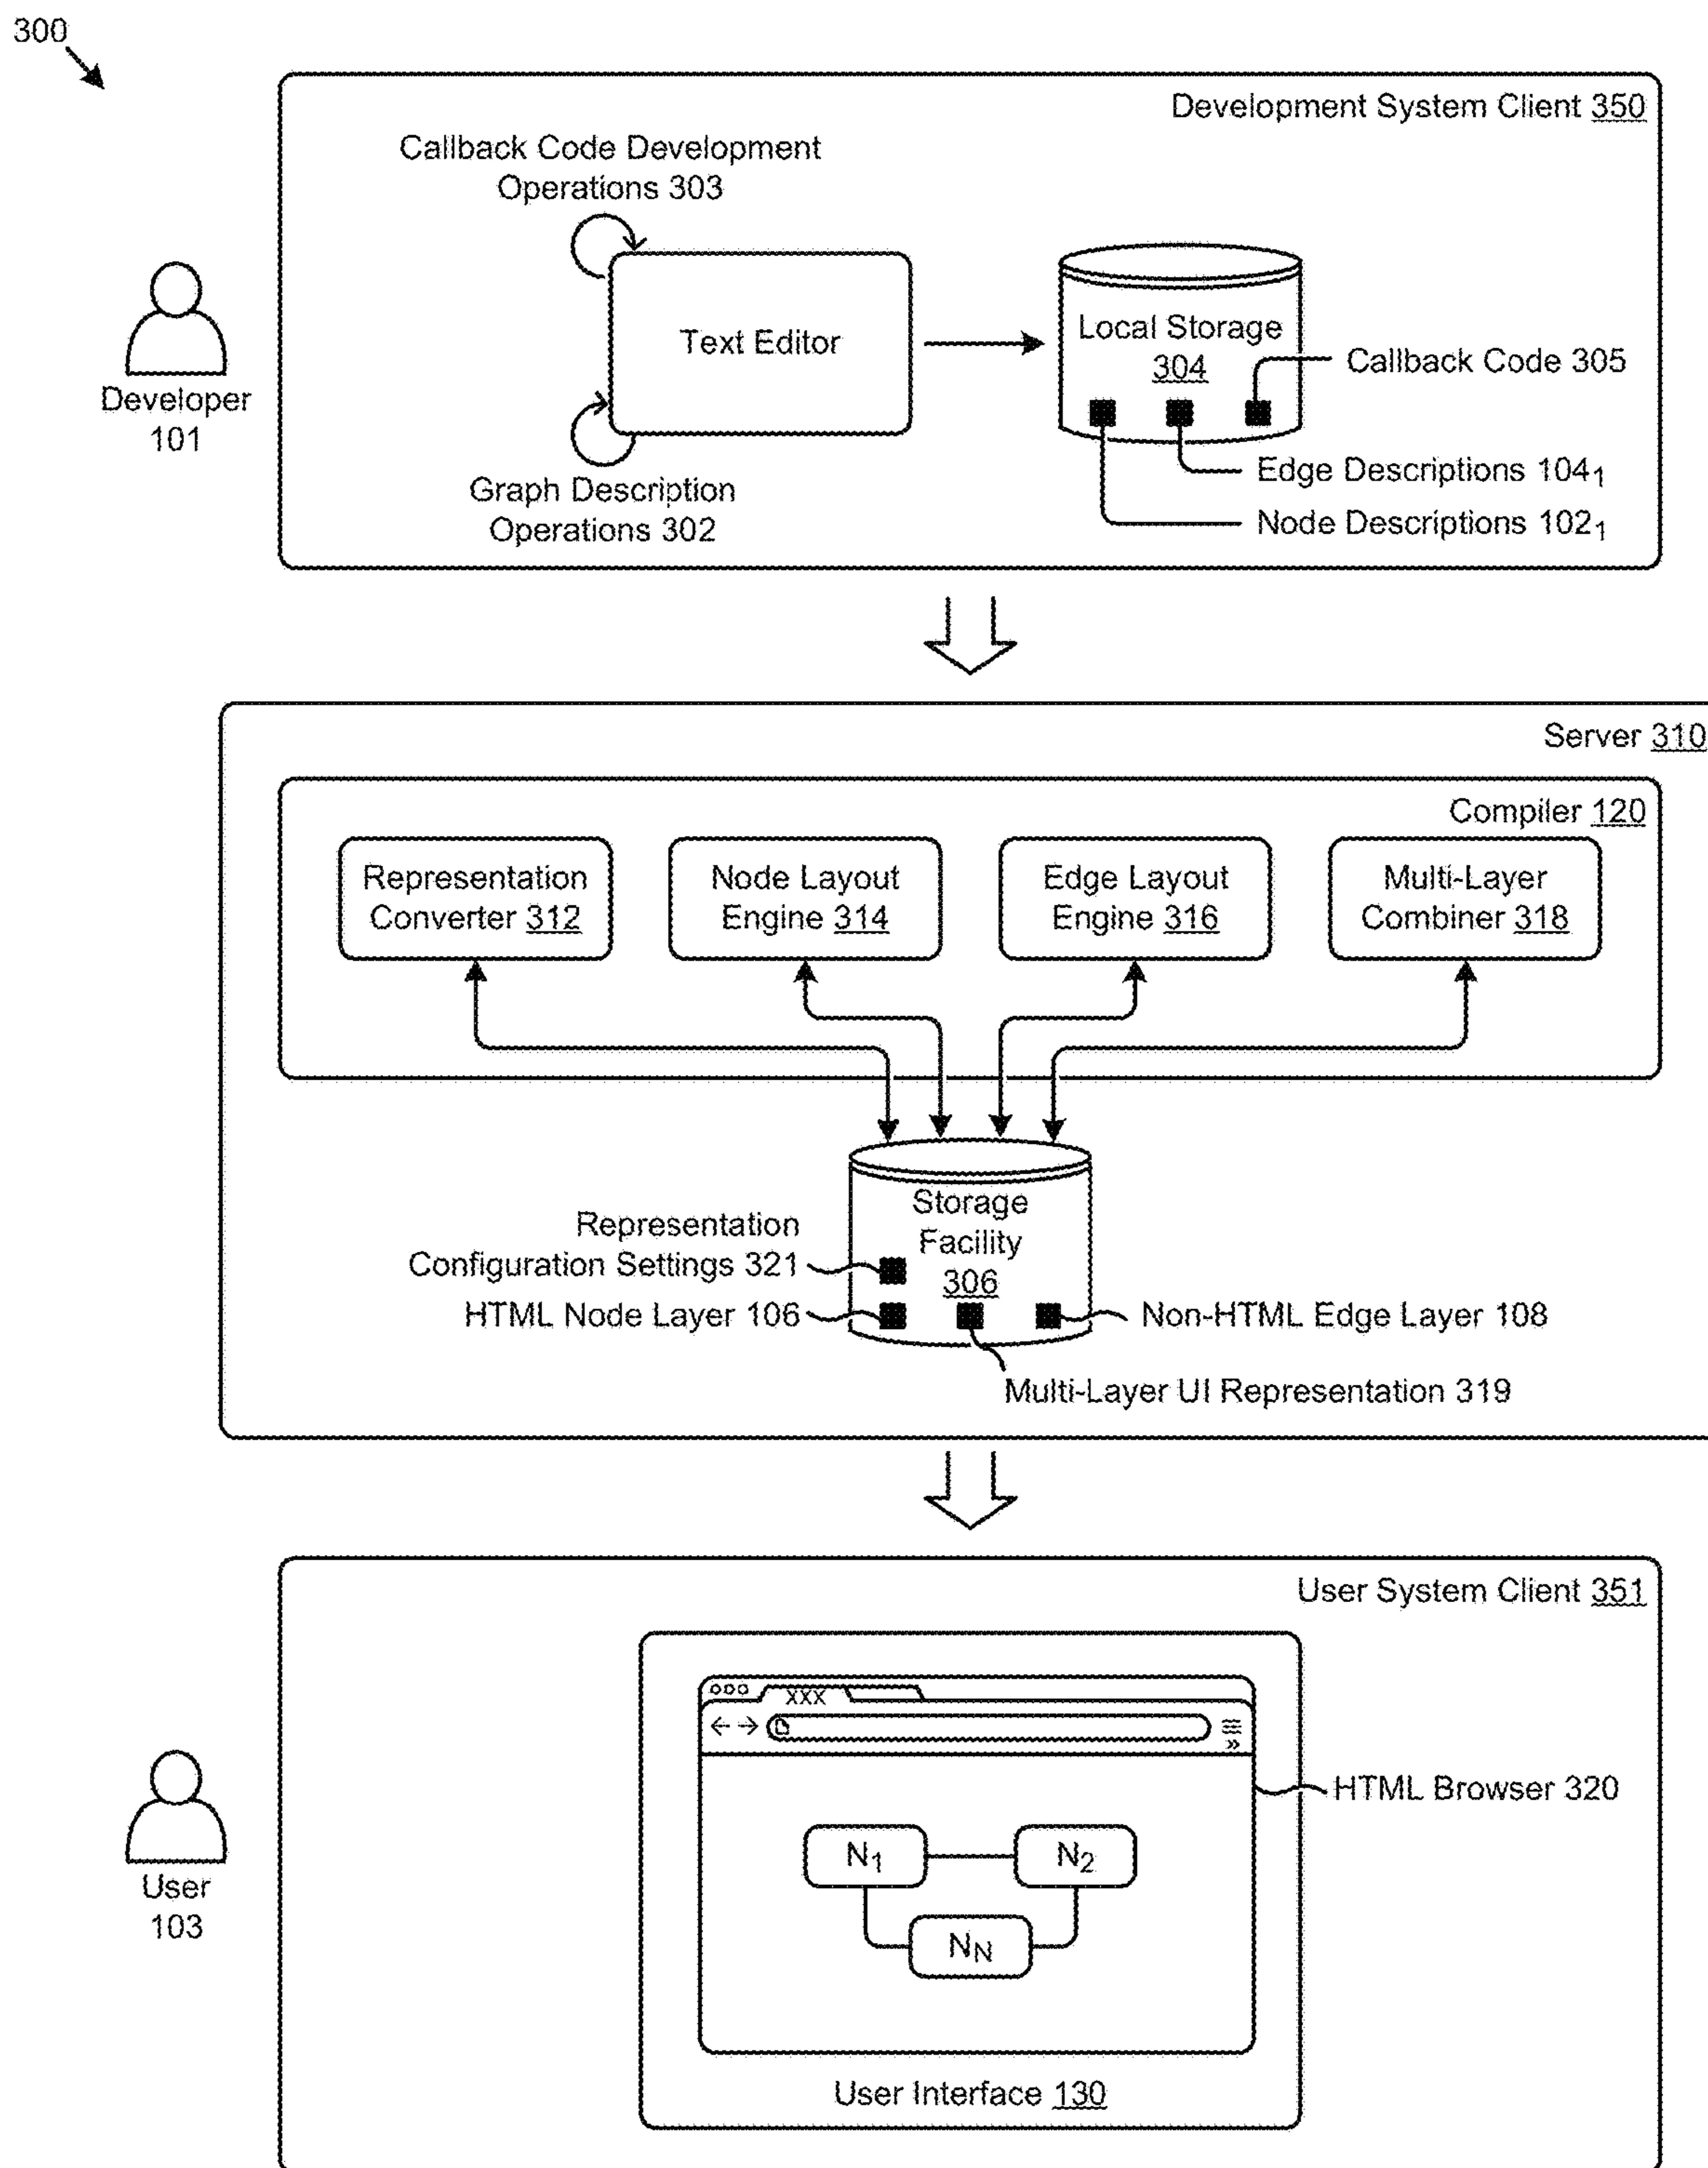 300
Development System Client 350
Callback Code Development
Operations 303
Text Editor
Local Storage
304
Callback Code 305
Developer
101
Edge Descriptions 104₁
Graph Description
Operations 302
Node Descriptions 102₁
Server 310
Compiler 120
Representation
Converter 312
Node Layout
Engine 314
Edge Layout
Engine 316
Multi-Layer
Combiner 318
Storage
Facility
306
Representation
Configuration Settings 321
HTML Node Layer 106
Non-HTML Edge Layer 108
Multi-Layer UI Representation 319
User System Client 351
XXX
HTML Browser 320
N₁
N₂
N_N
User
103
User Interface 130